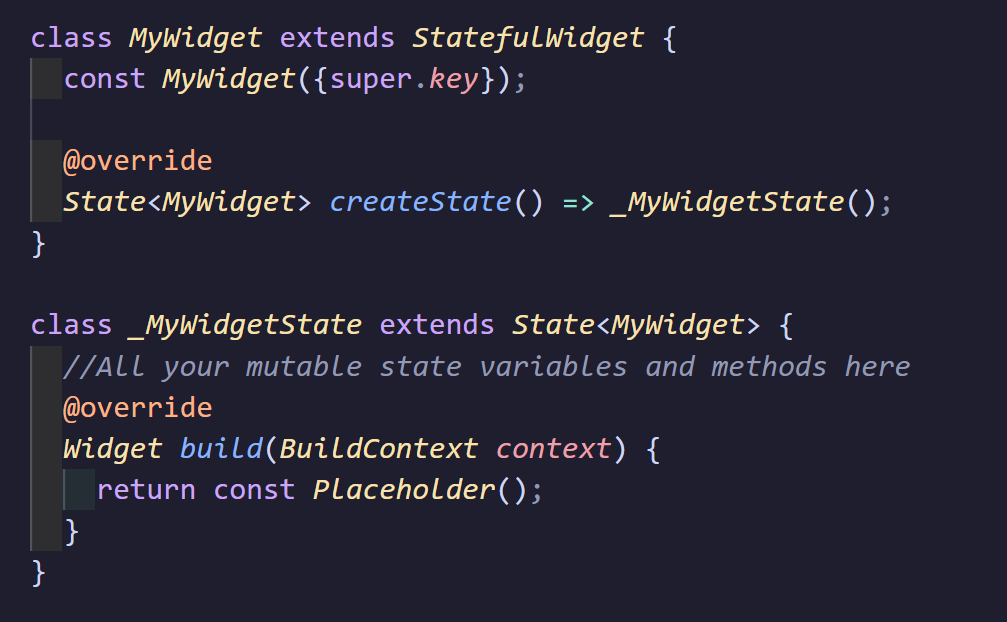 class MyWidget extends StatefulWidget {
  const MyWidget({super.key});

  @override
  State<MyWidget> createState() => _MyWidgetState();
}

class _MyWidgetState extends State<MyWidget> {
  //All your mutable state variables and methods here
  @override
  Widget build(BuildContext context) {
    return const Placeholder();
  }
}